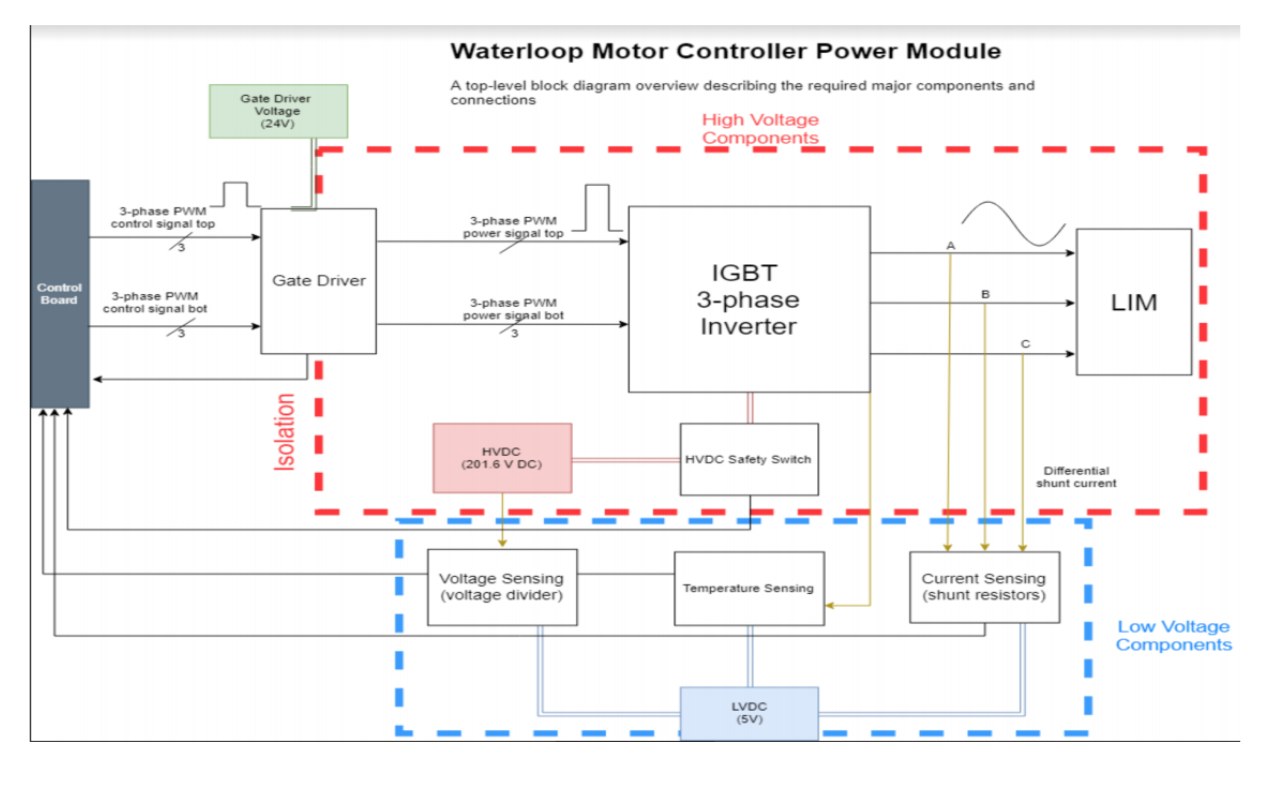 Waterloop Motor Controller Power Module
A top-level block diagram overview describing the required major components and
connections
Gate Driver
Voltage
(24V)
High Voltage
Components
3-phase PWM
control signal top
3
3-phase PWM
power signal top
Control
Board
Gate Driver
IGBT
3-phase
Inverter
A
B
C
LIM
3-phase PWM
control signal bot
3
3-phase PWM
power signal bot
3
Isolation
HVDC
(201.6 V DC)
HVDC Safety Switch
Differential
shunt current
Voltage Sensing
(voltage divider)
Temperature Sensing
Current Sensing
(shunt resistors)
Low Voltage
Components
LVDC
(5V)